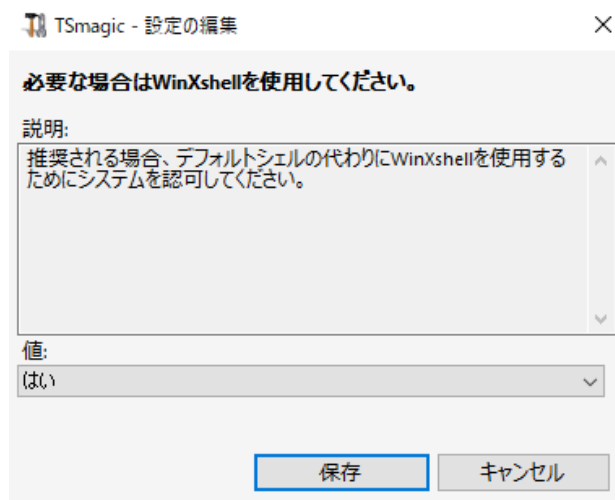 TSmagic - 設定の編集
必要な場合はWinXshellを使用してください。
説明:
推奨される場合、デフォルトシェルの代わりにWinXshellを使用する
ためにシステムを認可してください。
値:
はい
保存
キャンセル